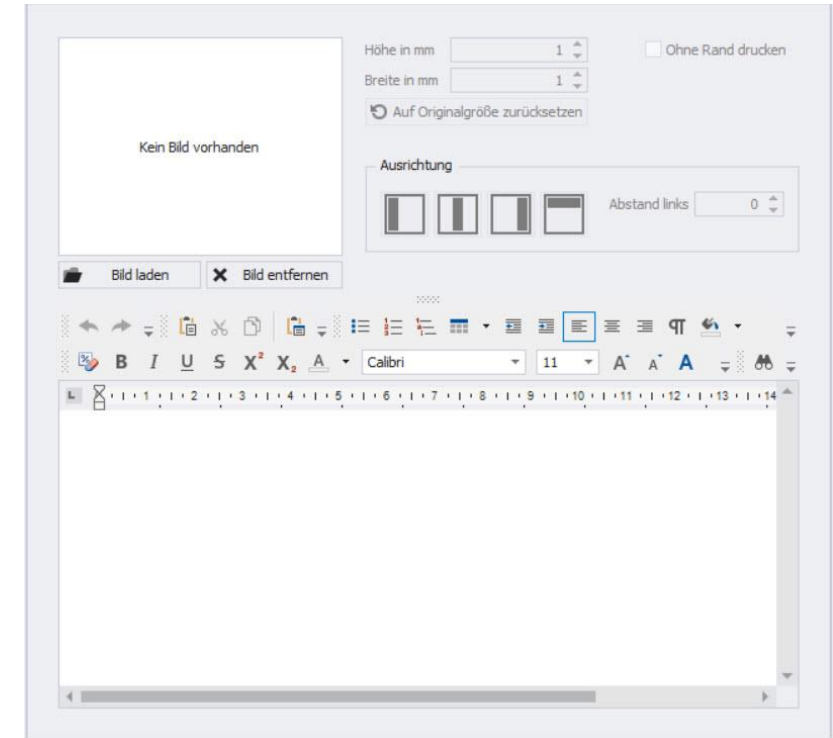 Höhe in mm 1
Ohne Rand drucken
Breite in mm 1
Auf Originalgröße zurücksetzen
Kein Bild vorhanden
Ausrichtung
Abstand links 0
Bild laden
Bild entfernen
B I U S X² X₂ A Calibri 11 A A A
L 1 2 3 4 5 6 7 8 9 10 11 12 13 14